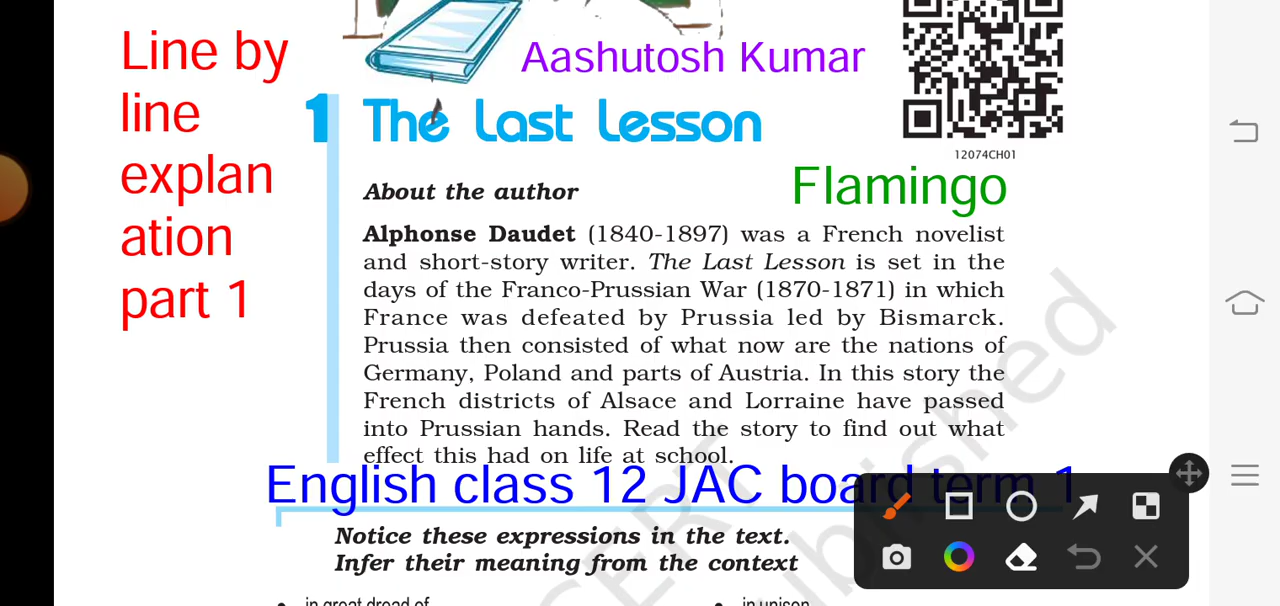 Line by
line
explan
ation
part 1
Aashutosh Kumar
12074CH01
1 The Last Lesson
Flamingo
About the author
Alphonse Daudet (1840-1897) was a French novelist
and short-story writer. The Last Lesson is set in the
days of the Franco-Prussian War (1870-1871) in which
France was defeated by Prussia led by Bismarck.
Prussia then consisted of what now are the nations of
Germany, Poland and parts of Austria. In this story the
French districts of Alsace and Lorraine have passed
into Prussian hands. Read the story to find out what
effect this had on life at school.
English class 12 JAC board term 1
Notice these expressions in the text.
Infer their meaning from the context
• in great dread of
• in unison